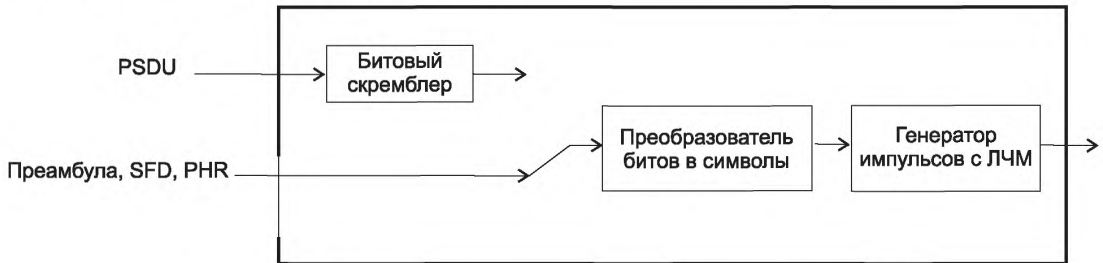 PSDU
Битовый
скремблер
Преамбула, SFD, PHR
Преобразователь
битов в символы
Генератор
импульсов с ЛЧМ